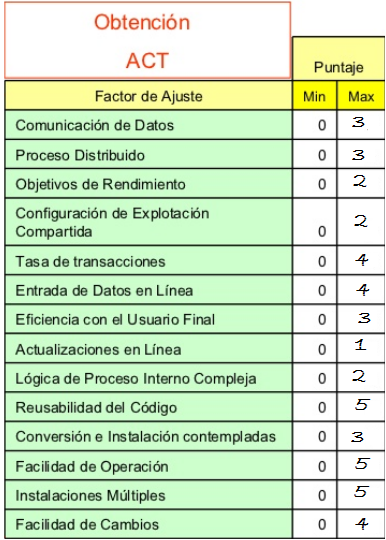 Obtención
ACT
Puntaje
Factor de Ajuste Min Max
Comunicación de Datos 0 3
Proceso Distribuido 0 3
Objetivos de Rendimiento 0 2
Configuración de Explotación
Compartida 0 2
Tasa de transacciones 0 4
Entrada de Datos en Línea 0 4
Eficiencia con el Usuario Final 0 3
Actualizaciones en Línea 0 1
Lógica de Proceso Interno Compleja 0 2
Reusabilidad del Código 0 5
Conversión e Instalación contempladas 0 3
Facilidad de Operación 0 5
Instalaciones Múltiples 0 5
Facilidad de Cambios 0 4